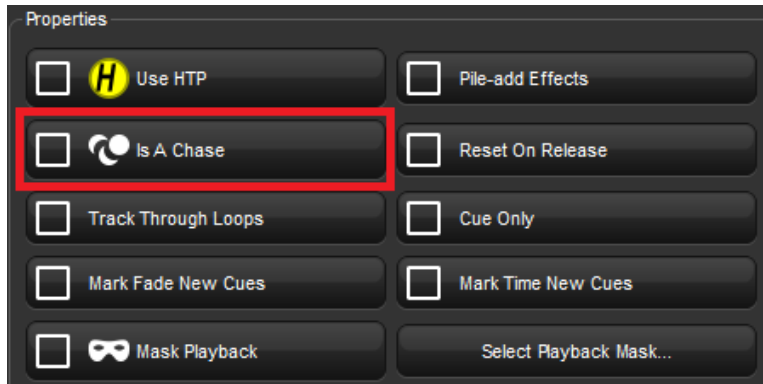 Properties
H Use HTP
Pile-add Effects
Is A Chase
Reset On Release
Track Through Loops
Cue Only
Mark Fade New Cues
Mark Time New Cues
Mask Playback
Select Playback Mask...